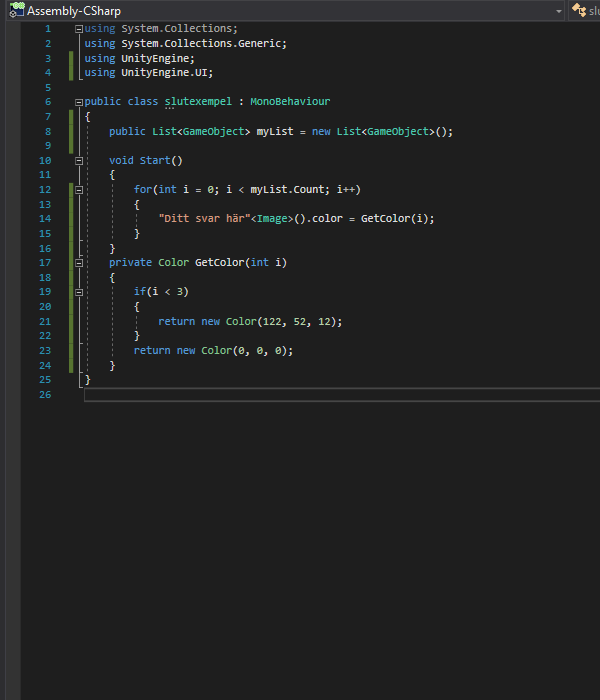 Assembly-CSharp
slu
1 using System.Collections;
2 using System.Collections.Generic;
3 using UnityEngine;
4 using UnityEngine.UI;
5
6 public class slutexempel : MonoBehaviour
7 {
8 public List<GameObject> myList = new List<GameObject>();
9
10 void Start()
11 {
12 for(int i = 0; i < myList.Count; i++)
13 {
14 "Ditt svar här"<Image>().color = GetColor(i);
15 }
16 }
17 private Color GetColor(int i)
18 {
19 if(i < 3)
20 {
21 return new Color(122, 52, 12);
22 }
23 return new Color(0, 0, 0);
24 }
25 }
26